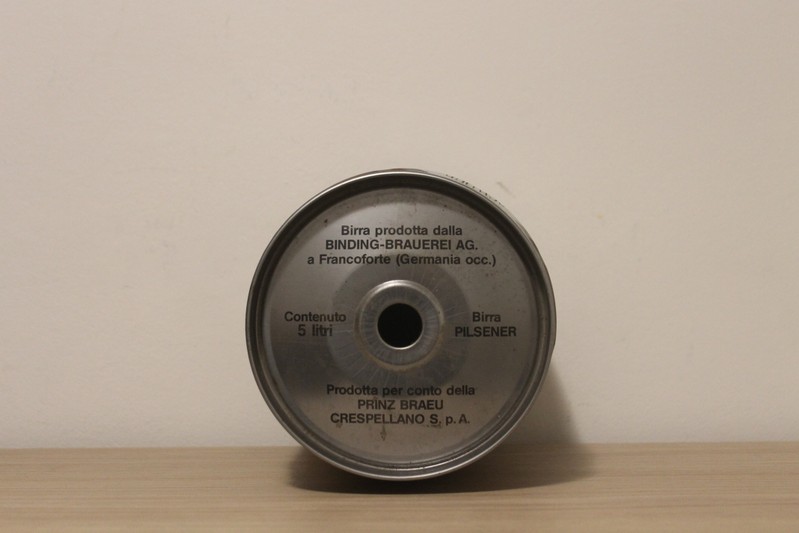 Birra prodotta dalla
BINDING-BRAUEREI AG.
a Francoforte (Germania occ.)
Contenuto
5 litri
Birra
PILSENER
Prodotta per conto della
PRINZ BRAEU
CRESPELLANO S. p. A.